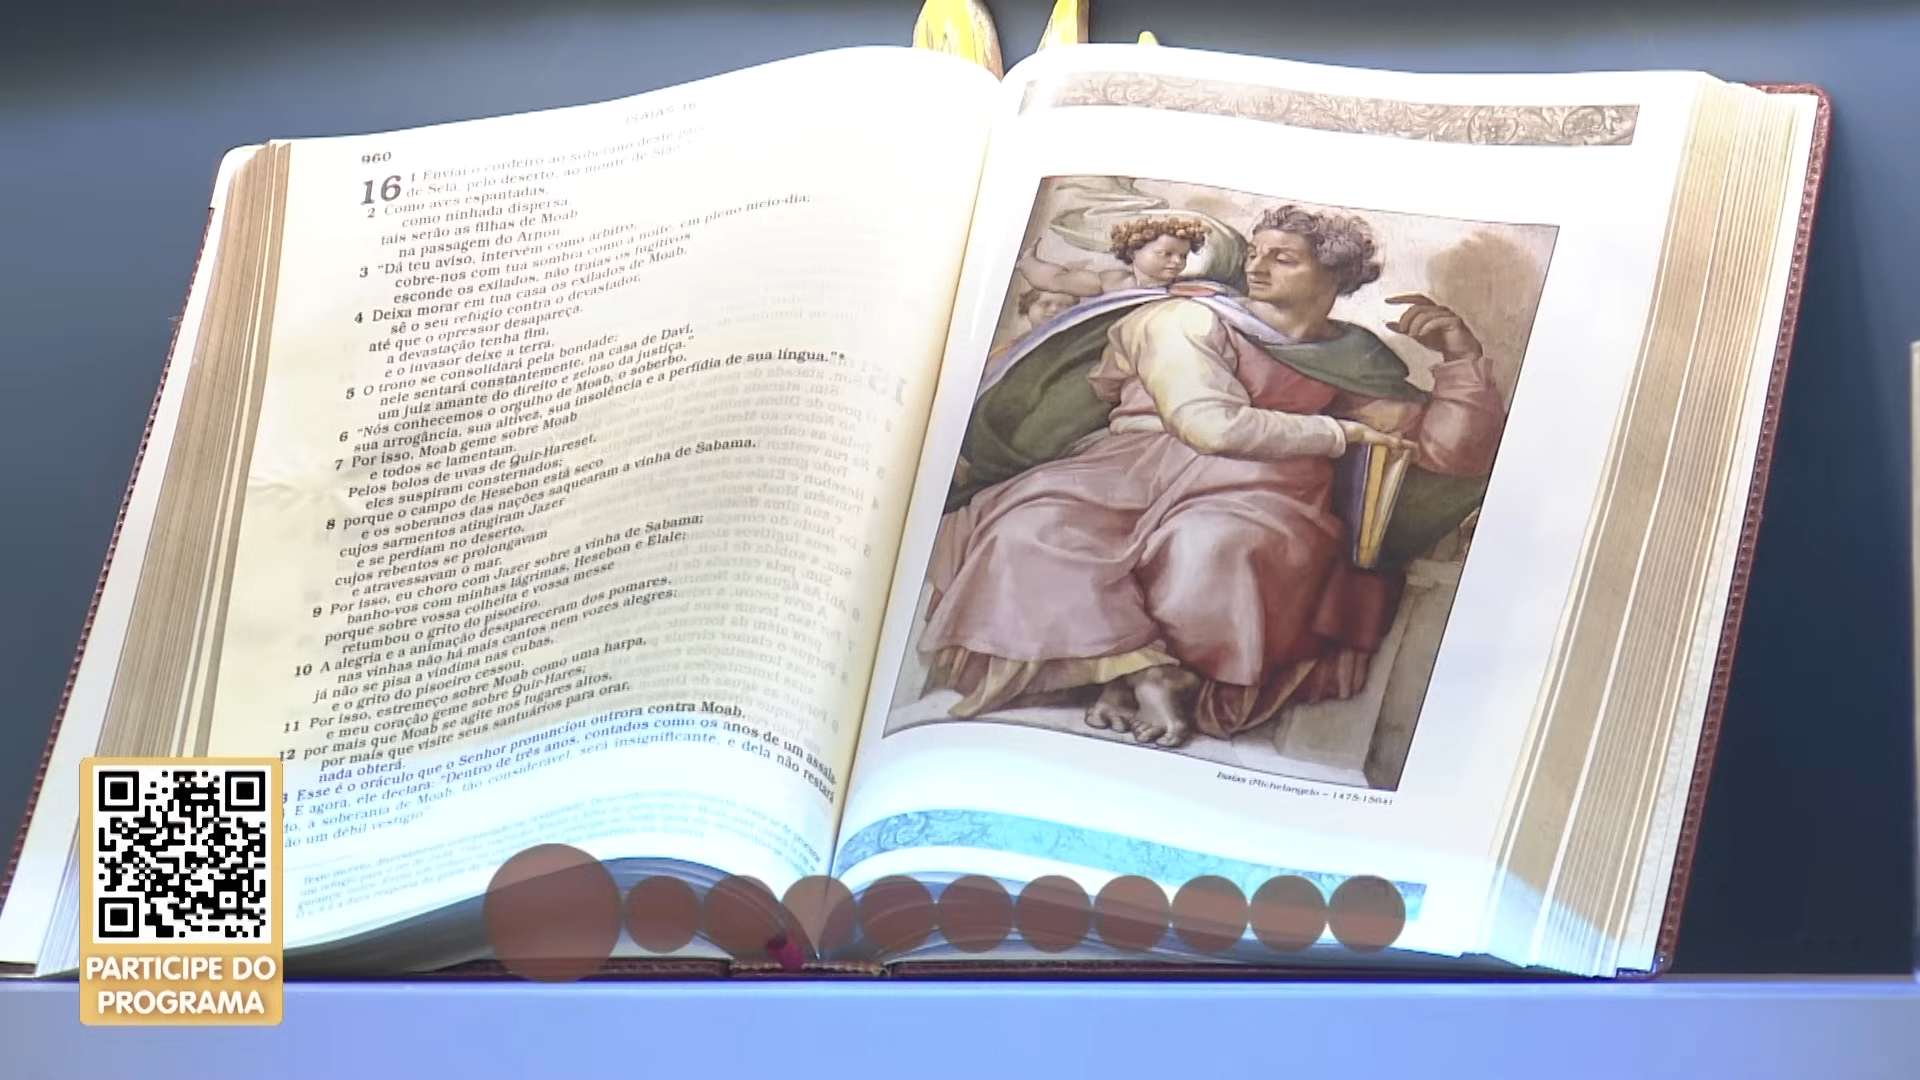 ISAÍAS 16
960
16 1 Enviai o cordeiro ao soberano deste país
de Sela, pelo deserto, ao monte de Sião."
2 Como aves espantadas,
como ninhada dispersa,
tais serão as filhas de Moab
na passagem do Arnon.
3 "Dá teu aviso, intervém como árbitro,
cobre-nos com tua sombra como a noite, em pleno meio-dia;
esconde os exilados, não traias os fugitivos.
4 Deixa morar em tua casa os exilados de Moab,
sê o seu refúgio contra o devastador,
até que o opressor desapareça,
a devastação tenha fim,
e o invasor deixe a terra.
5 O trono se consolidará pela bondade;
nele sentará constantemente, na casa de Davi,
um juiz amante do direito e zeloso da justiça."
6 "Nós conhecemos o orgulho de Moab, o soberbo,
sua arrogância, sua altivez, sua insolência e a perfídia de sua língua."*
7 Por isso, Moab geme sobre Moab
e todos se lamentam.
Pelos bolos de uvas de Quir-Hareset,
eles suspiram consternados;
8 porque o campo de Hesebon está seco
e os soberanos das nações saquearam a vinha de Sabama,
cujos sarmentos atingiram Jazer
e se perdiam no deserto,
cujos rebentos se prolongavam
e atravessavam o mar.
9 Por isso, eu choro com Jazer sobre a vinha de Sabama;
banho-vos com minhas lágrimas, Hesebon e Elale;
porque sobre vossa colheita e vossa messe
retumbou o grito do pisoeiro.
10 A alegria e a animação desapareceram dos pomares,
nas vinhas não há mais cantos nem vozes alegres;
já não se pisa a vindima nas cubas,
e o grito do pisoeiro cessou.
11 Por isso, estremeço sobre Moab como uma harpa,
e meu coração geme sobre Quir-Hares;
12 por mais que Moab se agite nos lugares altos,
por mais que visite seus santuários para orar,
nada obterá.
3 Esse é o oráculo que o Senhor pronunciou outrora contra Moab.
E agora, ele declara: "Dentro de três anos, contados como os anos de um assala-
do, a soberania de Moab, tão considerável, será insignificante, e dela não restará
ão um débil vestígio"
Isaías (Michelangelo – 1475-1564)
PARTICIPE DO
PROGRAMA